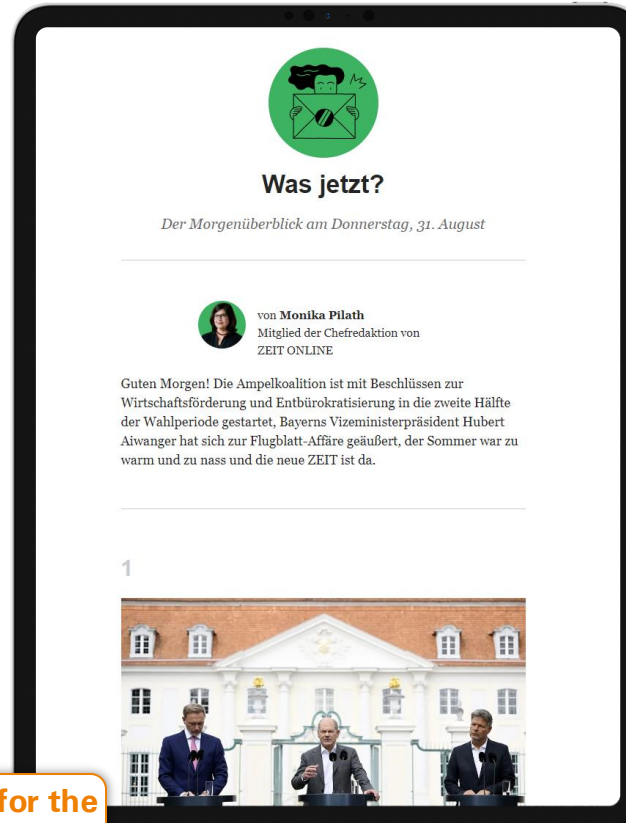 Was jetzt?
Der Morgenüberblick am Donnerstag, 31. August
von Monika Pilath
Mitglied der Chefredaktion von
ZEIT ONLINE
Guten Morgen! Die Ampelkoalition ist mit Beschlüssen zur
Wirtschaftsförderung und Entbürokratisierung in die zweite Hälfte
der Wahlperiode gestartet, Bayerns Vizeministerpräsident Hubert
Aiwanger hat sich zur Flugblatt-Affäre geäußert, der Sommer war zu
warm und zu nass und die neue ZEIT ist da.
1
for the